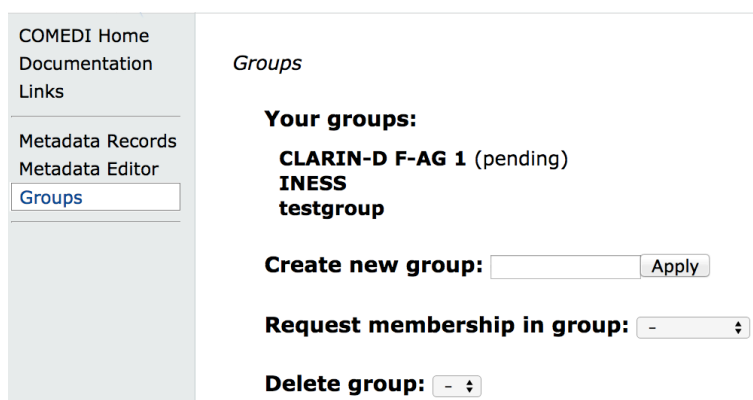 COMEDI Home
Documentation
Links
Metadata Records
Metadata Editor
Groups
Groups
Your groups:
CLARIN-D F-AG 1 (pending)
INESS
testgroup
Create new group: Apply
Request membership in group: –
Delete group: –